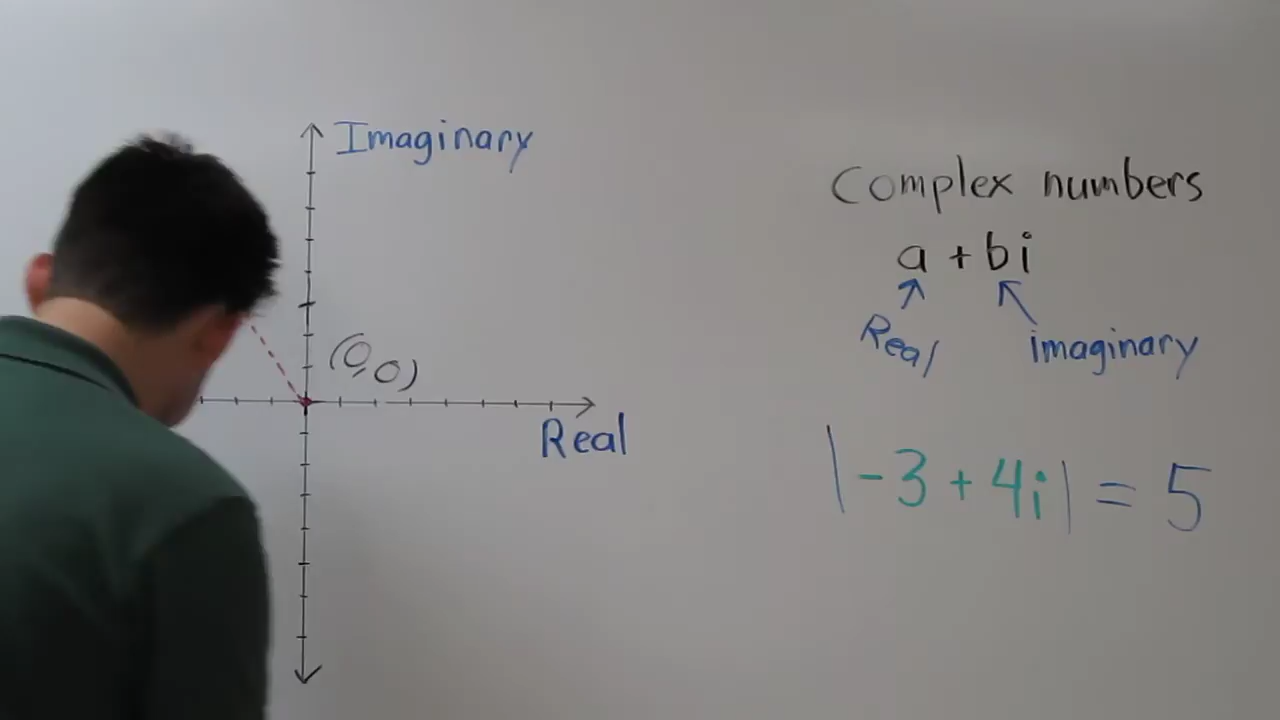 Imaginary
(0,0)
Real
Complex numbers
a + bi
Real
imaginary
|-3 + 4i| = 5